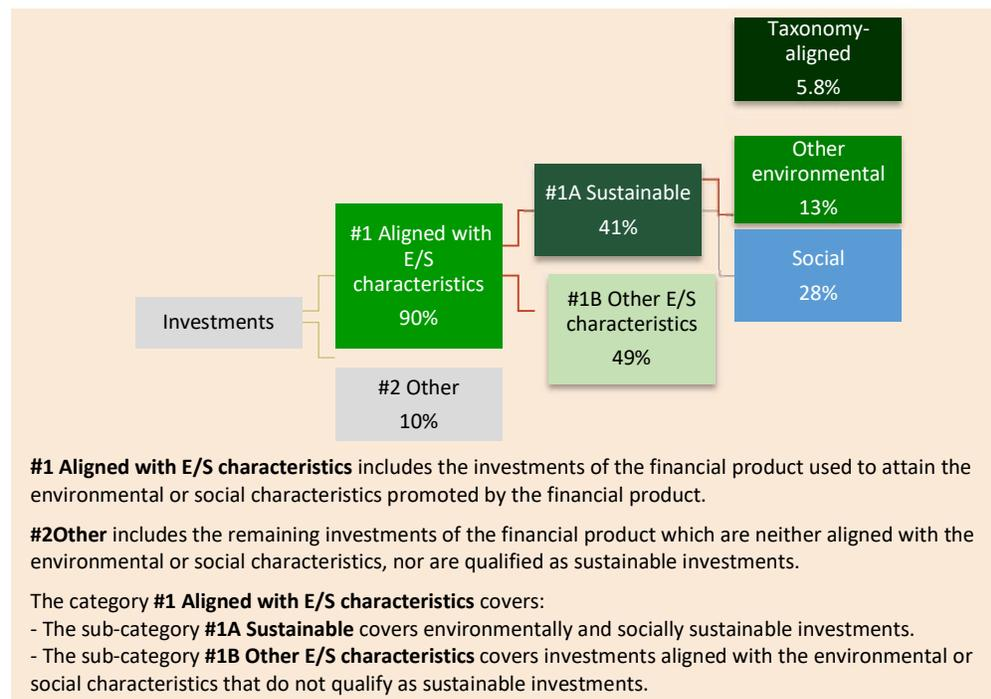 Taxonomy-
aligned
5.8%
Other
environmental
13%
#1A Sustainable
41%
Social
28%
#1 Aligned with
E/S
characteristics
90%
#1B Other E/S
characteristics
49%
Investments
#2 Other
10%
#1 Aligned with E/S characteristics includes the investments of the financial product used to attain the
environmental or social characteristics promoted by the financial product.
#2Other includes the remaining investments of the financial product which are neither aligned with the
environmental or social characteristics, nor are qualified as sustainable investments.
The category #1 Aligned with E/S characteristics covers:
- The sub-category #1A Sustainable covers environmentally and socially sustainable investments.
- The sub-category #1B Other E/S characteristics covers investments aligned with the environmental or
social characteristics that do not qualify as sustainable investments.